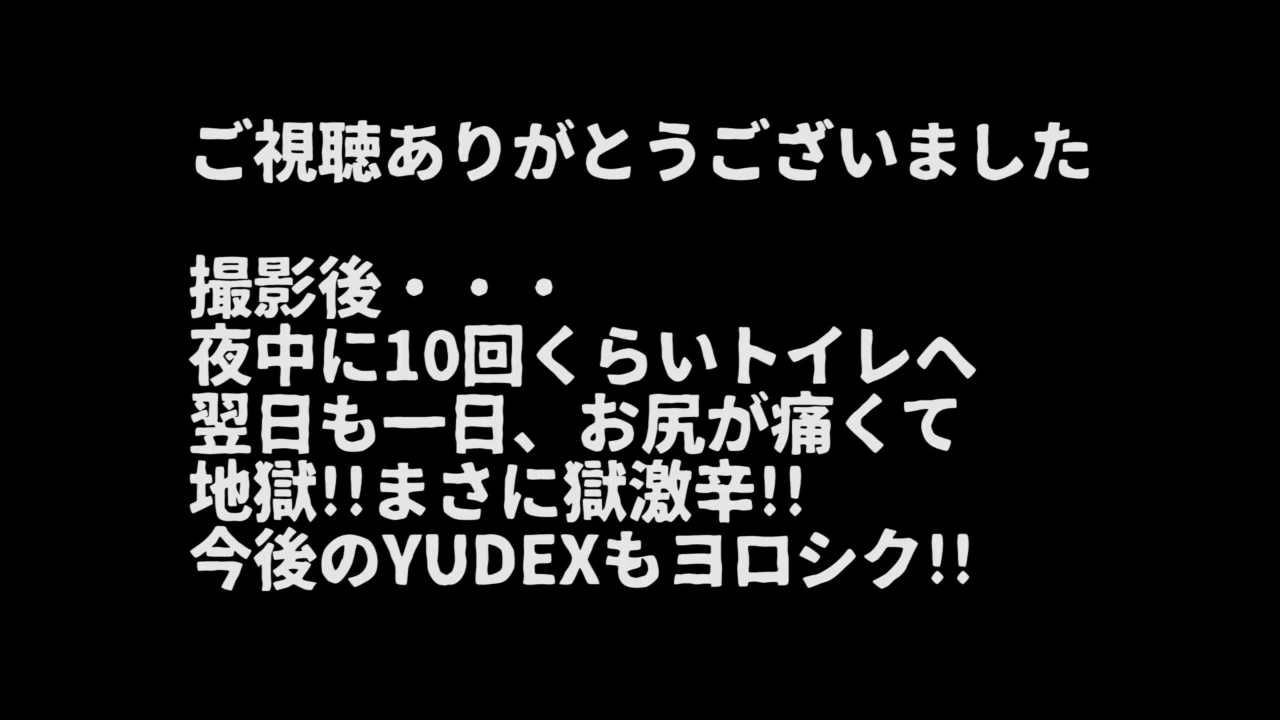 ご視聴ありがとうございました
撮影後・・・
夜中に10回くらいトイレへ
翌日も一日、お尻が痛くて
地獄!!まさに獄激辛!!
今後のYUDEXもヨロシク!!